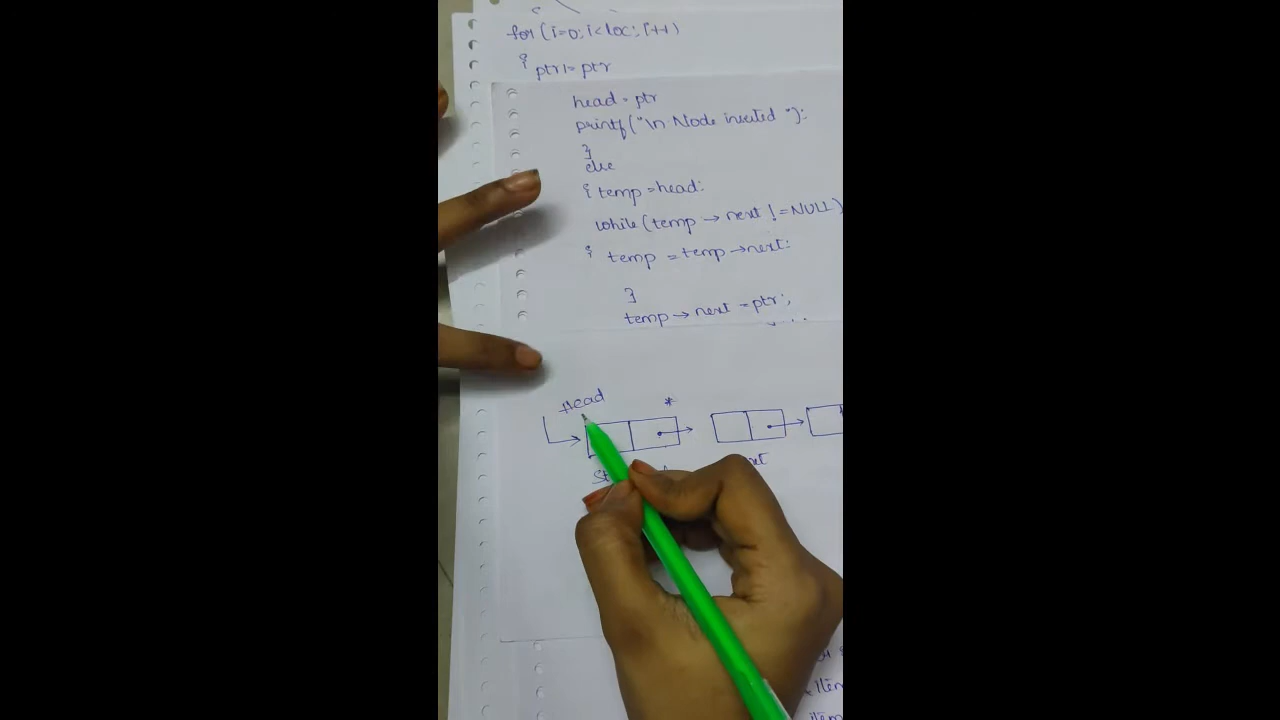 for (i=0; i<loc; i++)
{ ptr1= ptr
head = ptr
printf("\n Node inserted ");
}
else
{ temp =head;
while (temp → next != NULL)
{ temp = temp →next;
}
temp → next =ptr;
Head
*